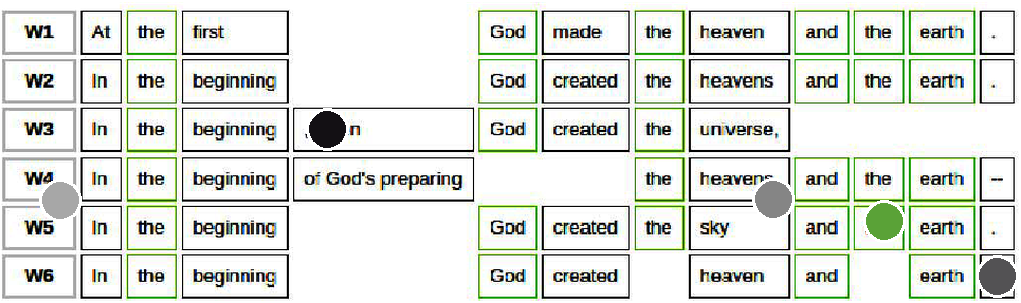 W1 At the first God made the heaven and the earth .
W2 In the beginning God created the heavens and the earth .
W3 In the beginning God created the universe,
W4 In the beginning of God's preparing the heavens and the earth --
W5 In the beginning God created the sky and earth .
W6 In the beginning God created heaven and earth